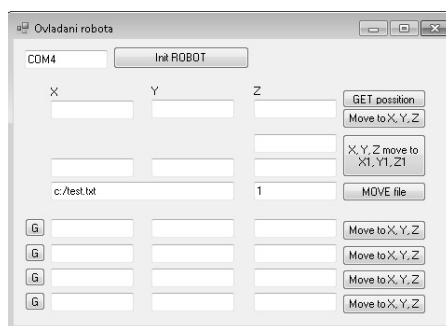 Ovladani robota
COM4 Init ROBOT
X Y Z
GET possition
Move to X, Y, Z
X, Y, Z move to
X1, Y1, Z1
c:/test.txt 1 MOVE file
G Move to X, Y, Z
G Move to X, Y, Z
G Move to X, Y, Z
G Move to X, Y, Z